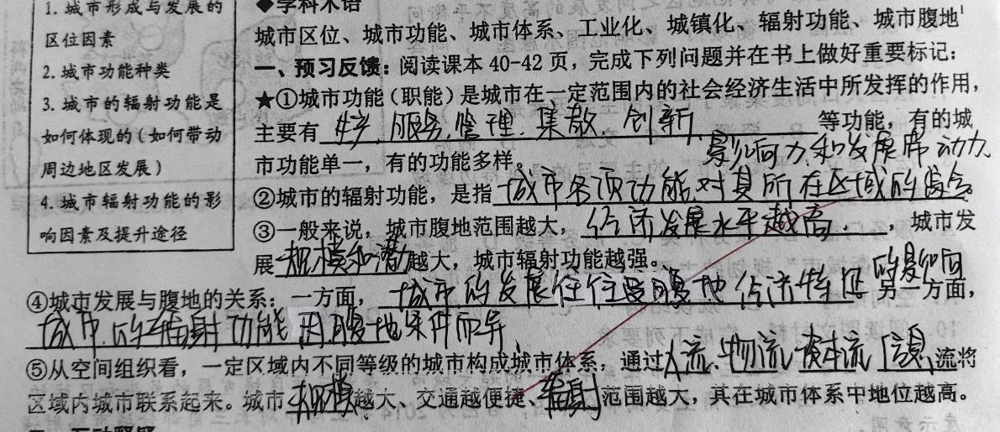 1. 城市形成与发展的
区位因素
2. 城市功能种类
3. 城市的辐射功能是
如何体现的（如何带动
周边地区发展）
4. 城市辐射功能的影
响因素及提升途径
◆学科术语
城市区位、城市功能、城市体系、工业化、城镇化、辐射功能、城市腹地
一、预习反馈：阅读课本 40-42 页，完成下列问题并在书上做好重要标记：
★①城市功能（职能）是城市在一定范围内的社会经济生活中所发挥的作用，
主要有 生产、服务、管理、集散、创新、 等功能，有的城
市功能单一，有的功能多样。 影响力和发展带动力
②城市的辐射功能，是指 城市各项功能对其所在区域的综合
③一般来说，城市腹地范围越大，经济发展水平越高，城市发
展规模和潜力越大，城市辐射功能越强。
④城市发展与腹地的关系：一方面，城市的发展往往受腹地经济特征的影响 另一方面，
城市的辐射功能因腹地条件而异
⑤从空间组织看，一定区域内不同等级的城市构成城市体系，通过人流、物流、资本流、信息流将
区域内城市联系起来。城市规模越大、交通越便捷、辐射范围越大，其在城市体系中地位越高。